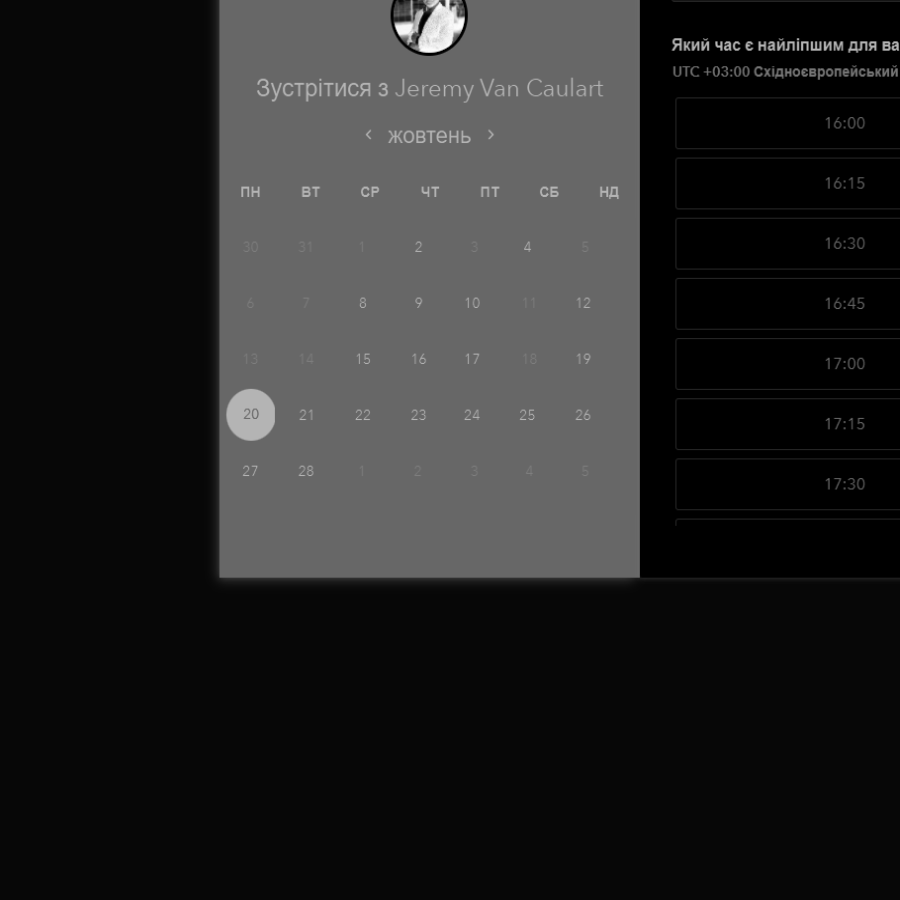 Зустрітися з Jeremy Van Caulart
жовтень
ПН ВТ СР ЧТ ПТ СБ НД
30 31 1 2 3 4 5
6 7 8 9 10 11 12
13 14 15 16 17 18 19
20 21 22 23 24 25 26
27 28 1 2 3 4 5
Який час є найліпшим для ва
UTC +03:00 Східноєвропейський
16:00
16:15
16:30
16:45
17:00
17:15
17:30